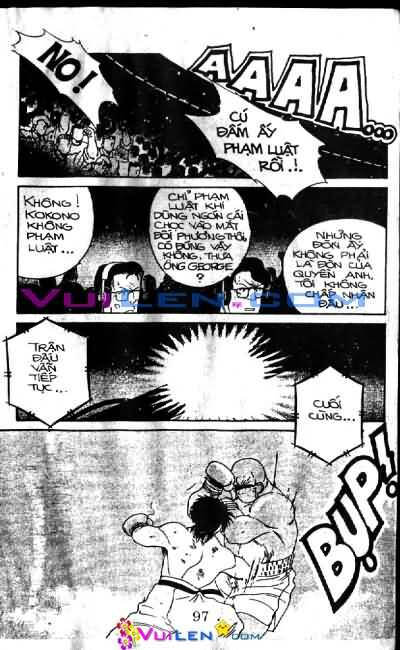 NO!
AAAA...
CÚ
ĐẤM ẤY
PHẠM LUẬT
RỒI..!
KHÔNG!
KOKONO
KHÔNG
PHẠM
LUẬT...
CHỈ PHẠM
LUẬT KHI
DÙNG NGÓN CÁI
CHỌC VÀO MẮT
ĐỐI PHƯƠNG THÔI,
CÓ ĐÚNG VẬY
KHÔNG, THƯA
ÔNG GEORGE
?
NHƯNG
ĐÒN ẤY
KHÔNG PHẢI
LÀ ĐÒN CỦA
QUYỀN ANH.
TÔI KHÔNG
CHẤP NHẬN
ĐÂU...
VUILEN.COM
TRẬN
ĐẤU
VẪN
TIẾP
TỤC...
CUỐI
CÙNG...
BỤP!
97
VUILEN.COM